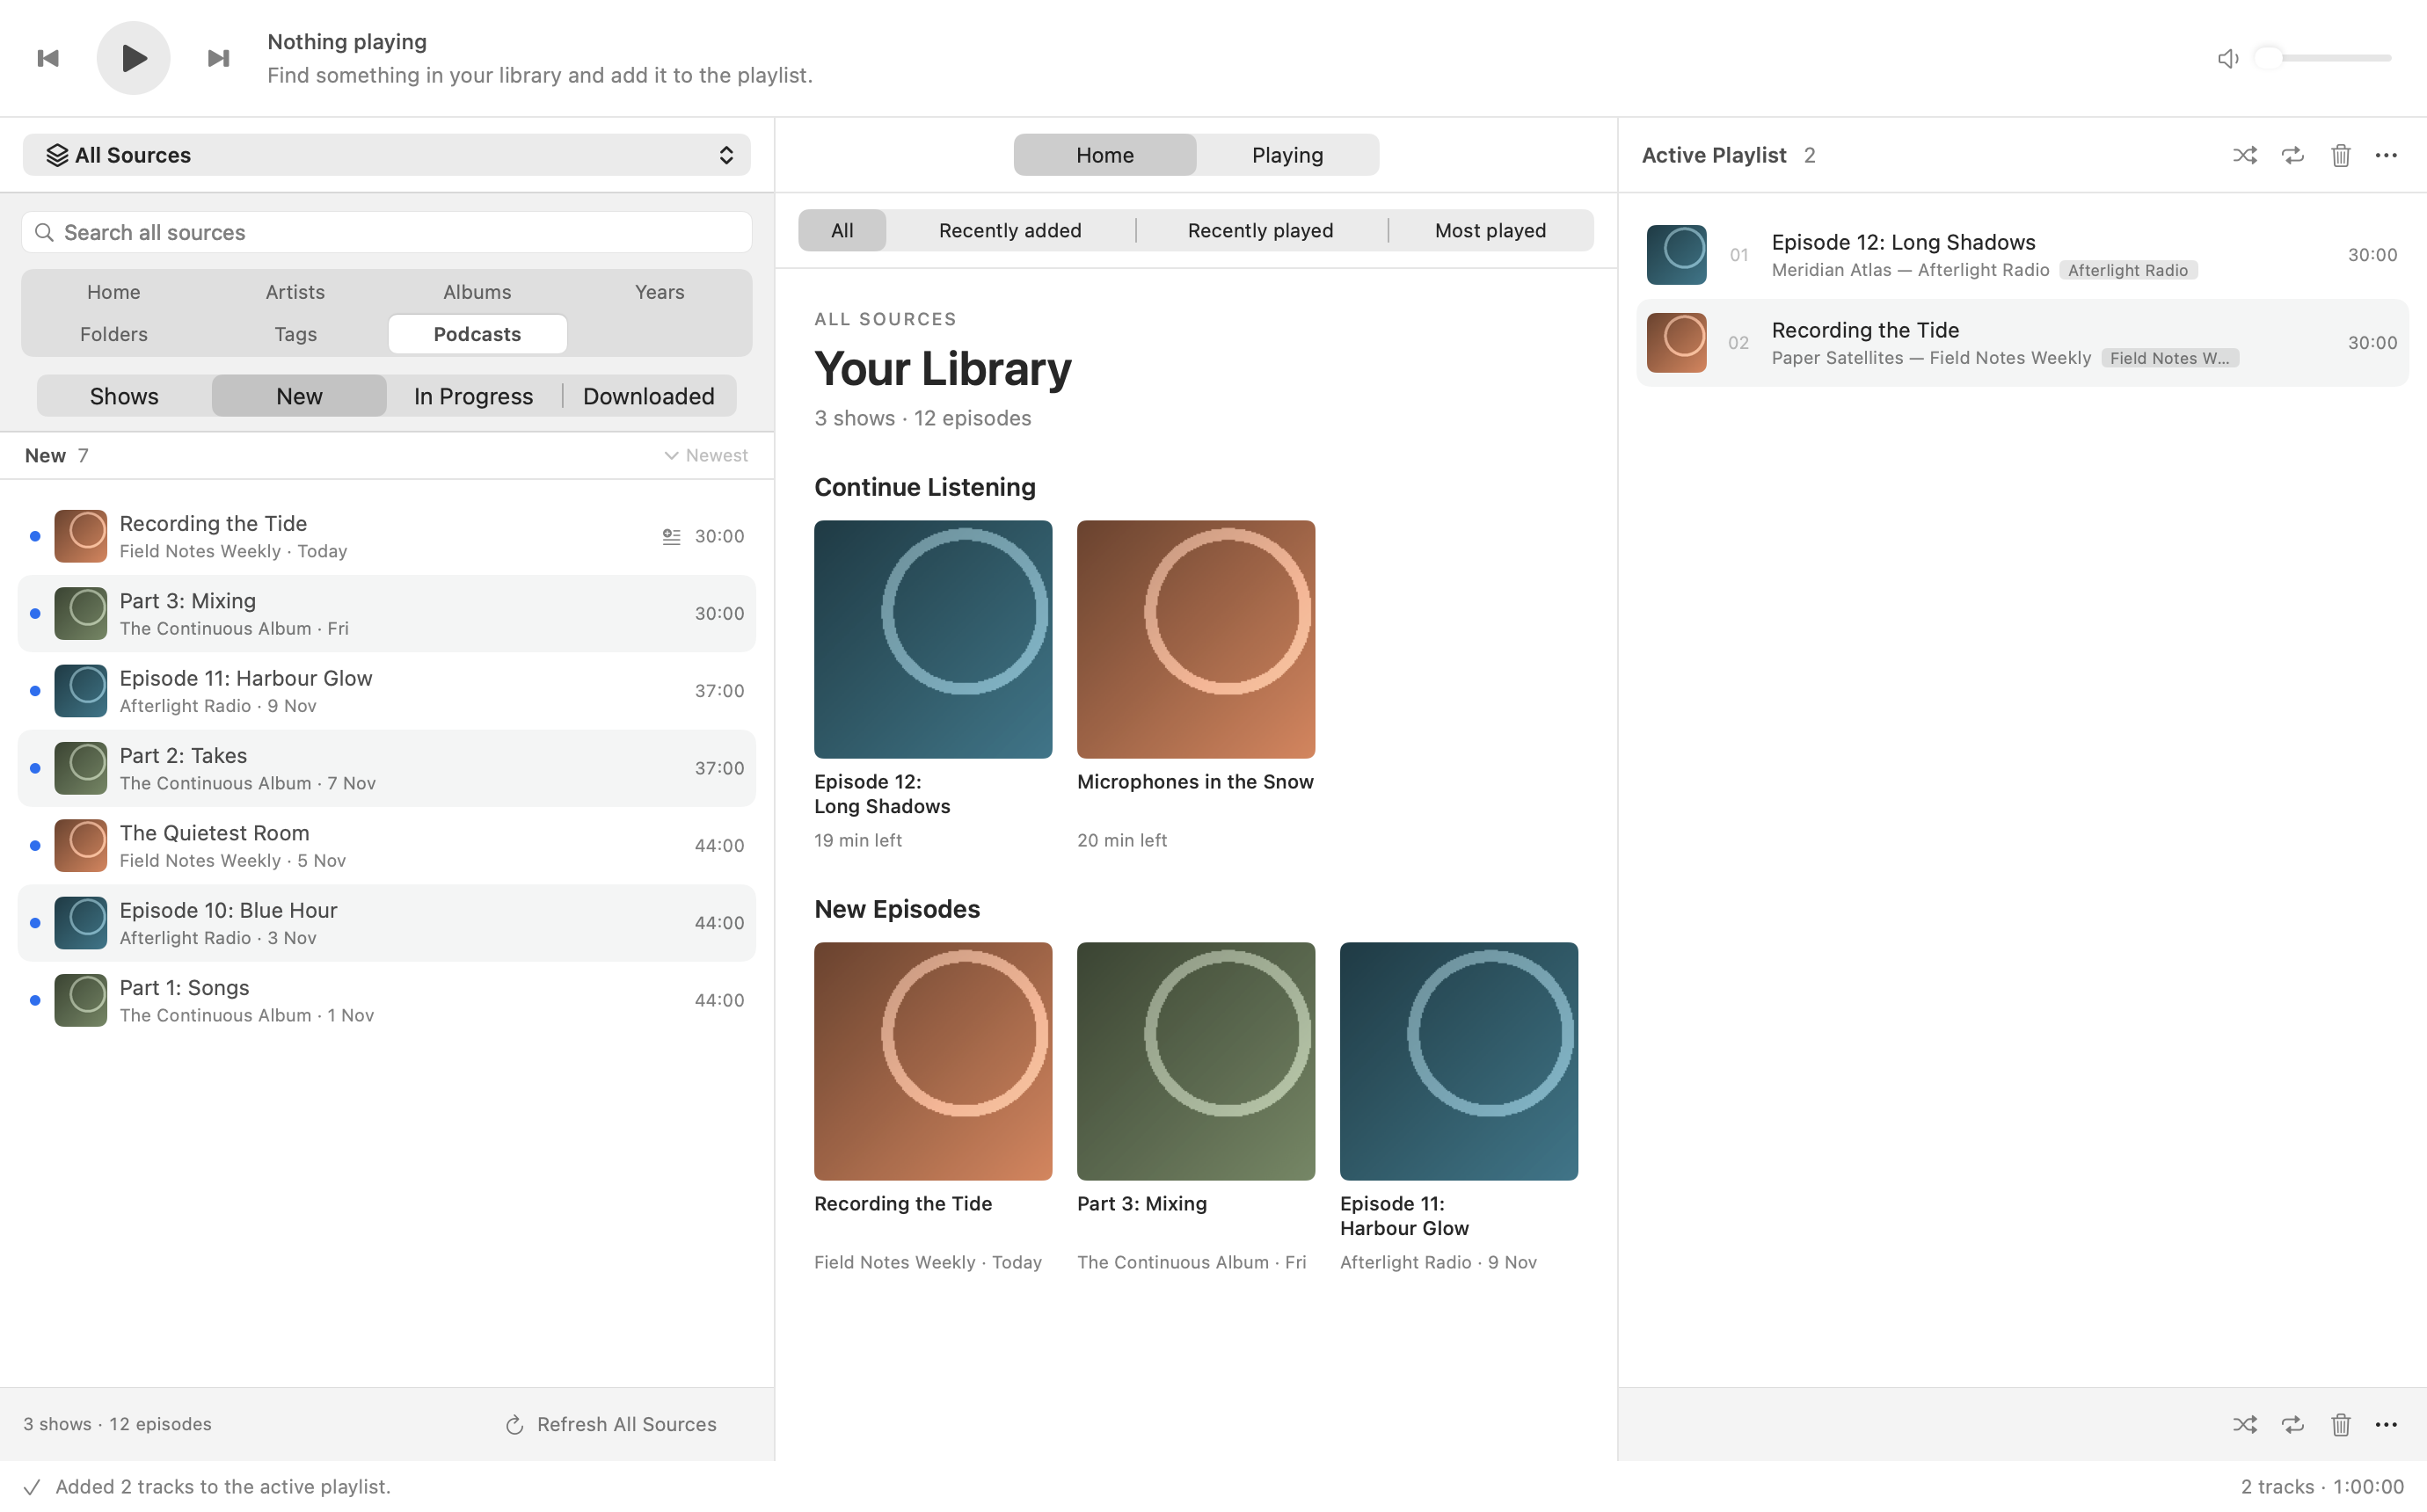 Nothing playing
Find something in your library and add it to the playlist.
All Sources
Search all sources
Home Artists Albums Years
Folders Tags Podcasts
Shows New In Progress Downloaded
New 7 Newest
Recording the Tide
Field Notes Weekly · Today
30:00
Part 3: Mixing
The Continuous Album · Fri
30:00
Episode 11: Harbour Glow
Afterlight Radio · 9 Nov
37:00
Part 2: Takes
The Continuous Album · 7 Nov
37:00
The Quietest Room
Field Notes Weekly · 5 Nov
44:00
Episode 10: Blue Hour
Afterlight Radio · 3 Nov
44:00
Part 1: Songs
The Continuous Album · 1 Nov
44:00
3 shows · 12 episodes
Refresh All Sources
Home Playing
All Recently added Recently played Most played
ALL SOURCES
Your Library
3 shows · 12 episodes
Continue Listening
Episode 12:
Long Shadows
19 min left
Microphones in the Snow
20 min left
New Episodes
Recording the Tide
Field Notes Weekly · Today
Part 3: Mixing
The Continuous Album · Fri
Episode 11:
Harbour Glow
Afterlight Radio · 9 Nov
Active Playlist 2
01
Episode 12: Long Shadows
Meridian Atlas — Afterlight Radio Afterlight Radio
30:00
02
Recording the Tide
Paper Satellites — Field Notes Weekly Field Notes W...
30:00
Added 2 tracks to the active playlist.
2 tracks · 1:00:00